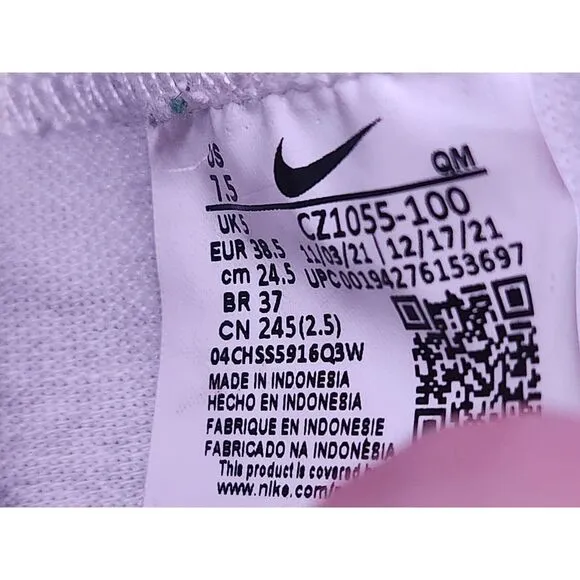 US
7.5
QM
UK5
CZ1055-100
EUR 38.5
11/03/21 | 12/17/21
cm 24.5
UPC00194276153697
BR 37
CN 245(2.5)
04CHSS5916Q3W
MADE IN INDONESIA
HECHO EN INDONESIA
FABRIQUE EN INDONESIE
FABRICADO NA INDONÉSIA
This product is covered
www.nike.com/